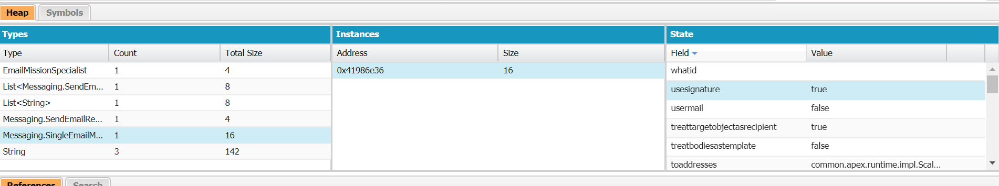 Heap Symbols
Types Instances State
Type Count Total Size Address Size Field Value
EmailMissionSpecialist 1 4 0x41986e36 16 whatid
List<Messaging.SendEm... 1 8 usesignature true
List<String> 1 8 usermail false
Messaging.SendEmailRe... 1 4 treattargetobjectasrecipient true
Messaging.SingleEmailM... 1 16 treatbodiesastemplate false
String 3 142 toaddresses common.apex.runtime.impl.Scal...
References Search